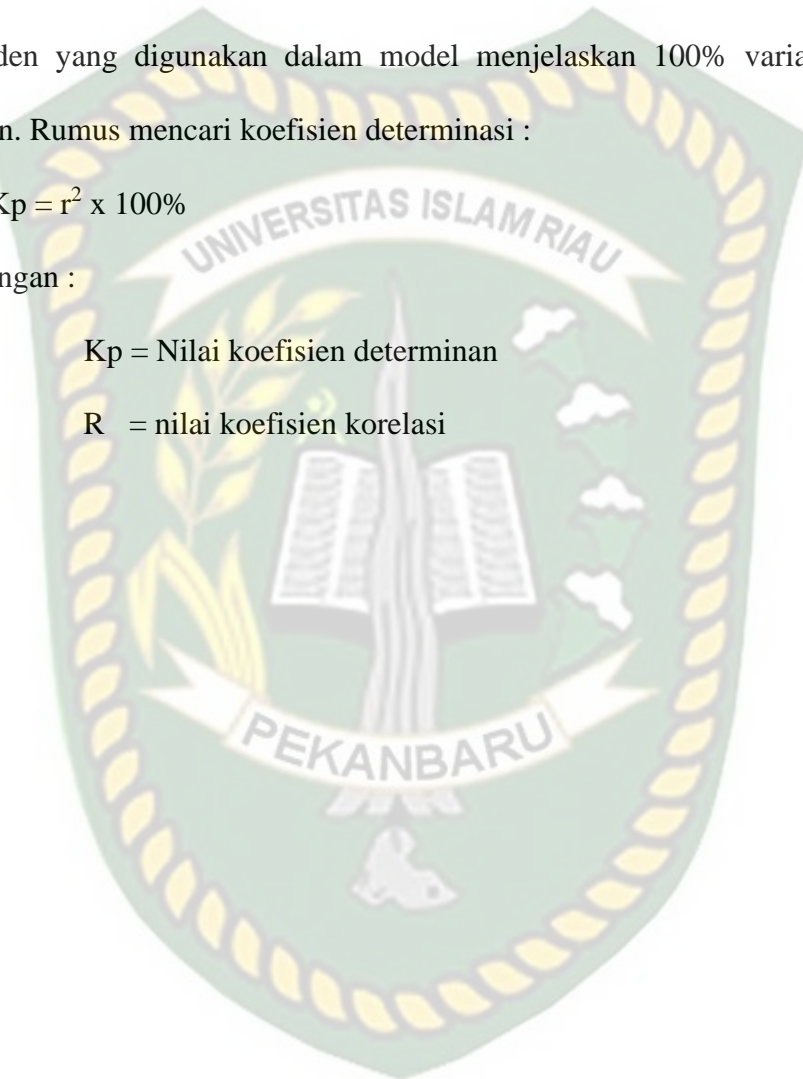 den yang digunakan dalam model menjelaskan 100% varia
n. Rumus mencari koefisien determinasi :
Kp = r² x 100%
ngan :
Kp = Nilai koefisien determinan
R = nilai koefisien korelasi
UNIVERSITAS ISLAM RIAU
PEKANBARU